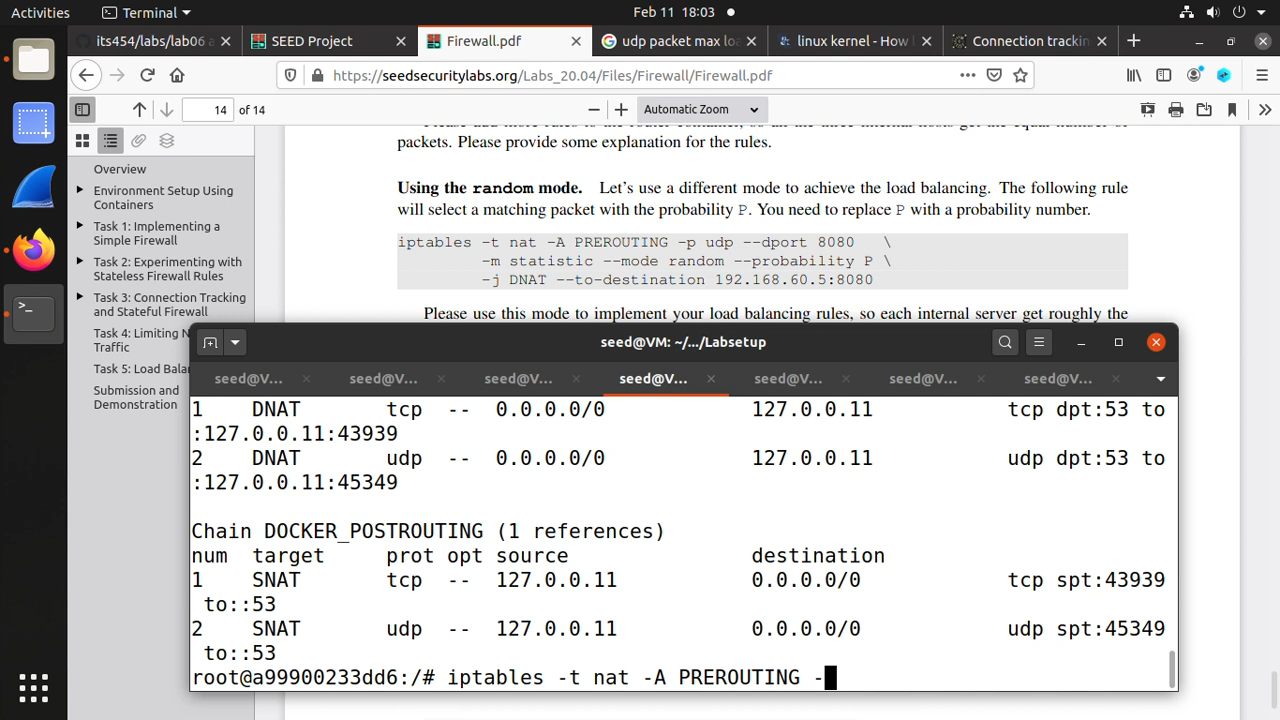 Activities
Terminal
Feb 11 18:03
its454/labs/lab06 a
SEED Project
Firewall.pdf
udp packet max lo
linux kernel - How
Connection trackin
https://seedsecuritylabs.org/Labs_20.04/Files/Firewall/Firewall.pdf
14 of 14
Automatic Zoom
Overview
Environment Setup Using
Containers
Task 1: Implementing a
Simple Firewall
Task 2: Experimenting with
Stateless Firewall Rules
Task 3: Connection Tracking
and Stateful Firewall
Task 4: Limiting N
Traffic
Task 5: Load Bala
Submission and
Demonstration
packets. Please provide some explanation for the rules.
Using the random mode. Let's use a different mode to achieve the load balancing. The following rule
will select a matching packet with the probability P. You need to replace P with a probability number.
iptables -t nat -A PREROUTING -p udp --dport 8080 \
-m statistic --mode random --probability P \
-j DNAT --to-destination 192.168.60.5:8080
Please use this mode to implement your load balancing rules, so each internal server get roughly the
seed@VM: ~/.../Labsetup
seed@V...
seed@V...
seed@V...
seed@V...
seed@V...
seed@V...
seed@V...
1 DNAT tcp -- 0.0.0.0/0 127.0.0.11 tcp dpt:53 to
:127.0.0.11:43939
2 DNAT udp -- 0.0.0.0/0 127.0.0.11 udp dpt:53 to
:127.0.0.11:45349
Chain DOCKER_POSTROUTING (1 references)
num target prot opt source destination
1 SNAT tcp -- 127.0.0.11 0.0.0.0/0 tcp spt:43939
to::53
2 SNAT udp -- 127.0.0.11 0.0.0.0/0 udp spt:45349
to::53
root@a99900233dd6:/# iptables -t nat -A PREROUTING -